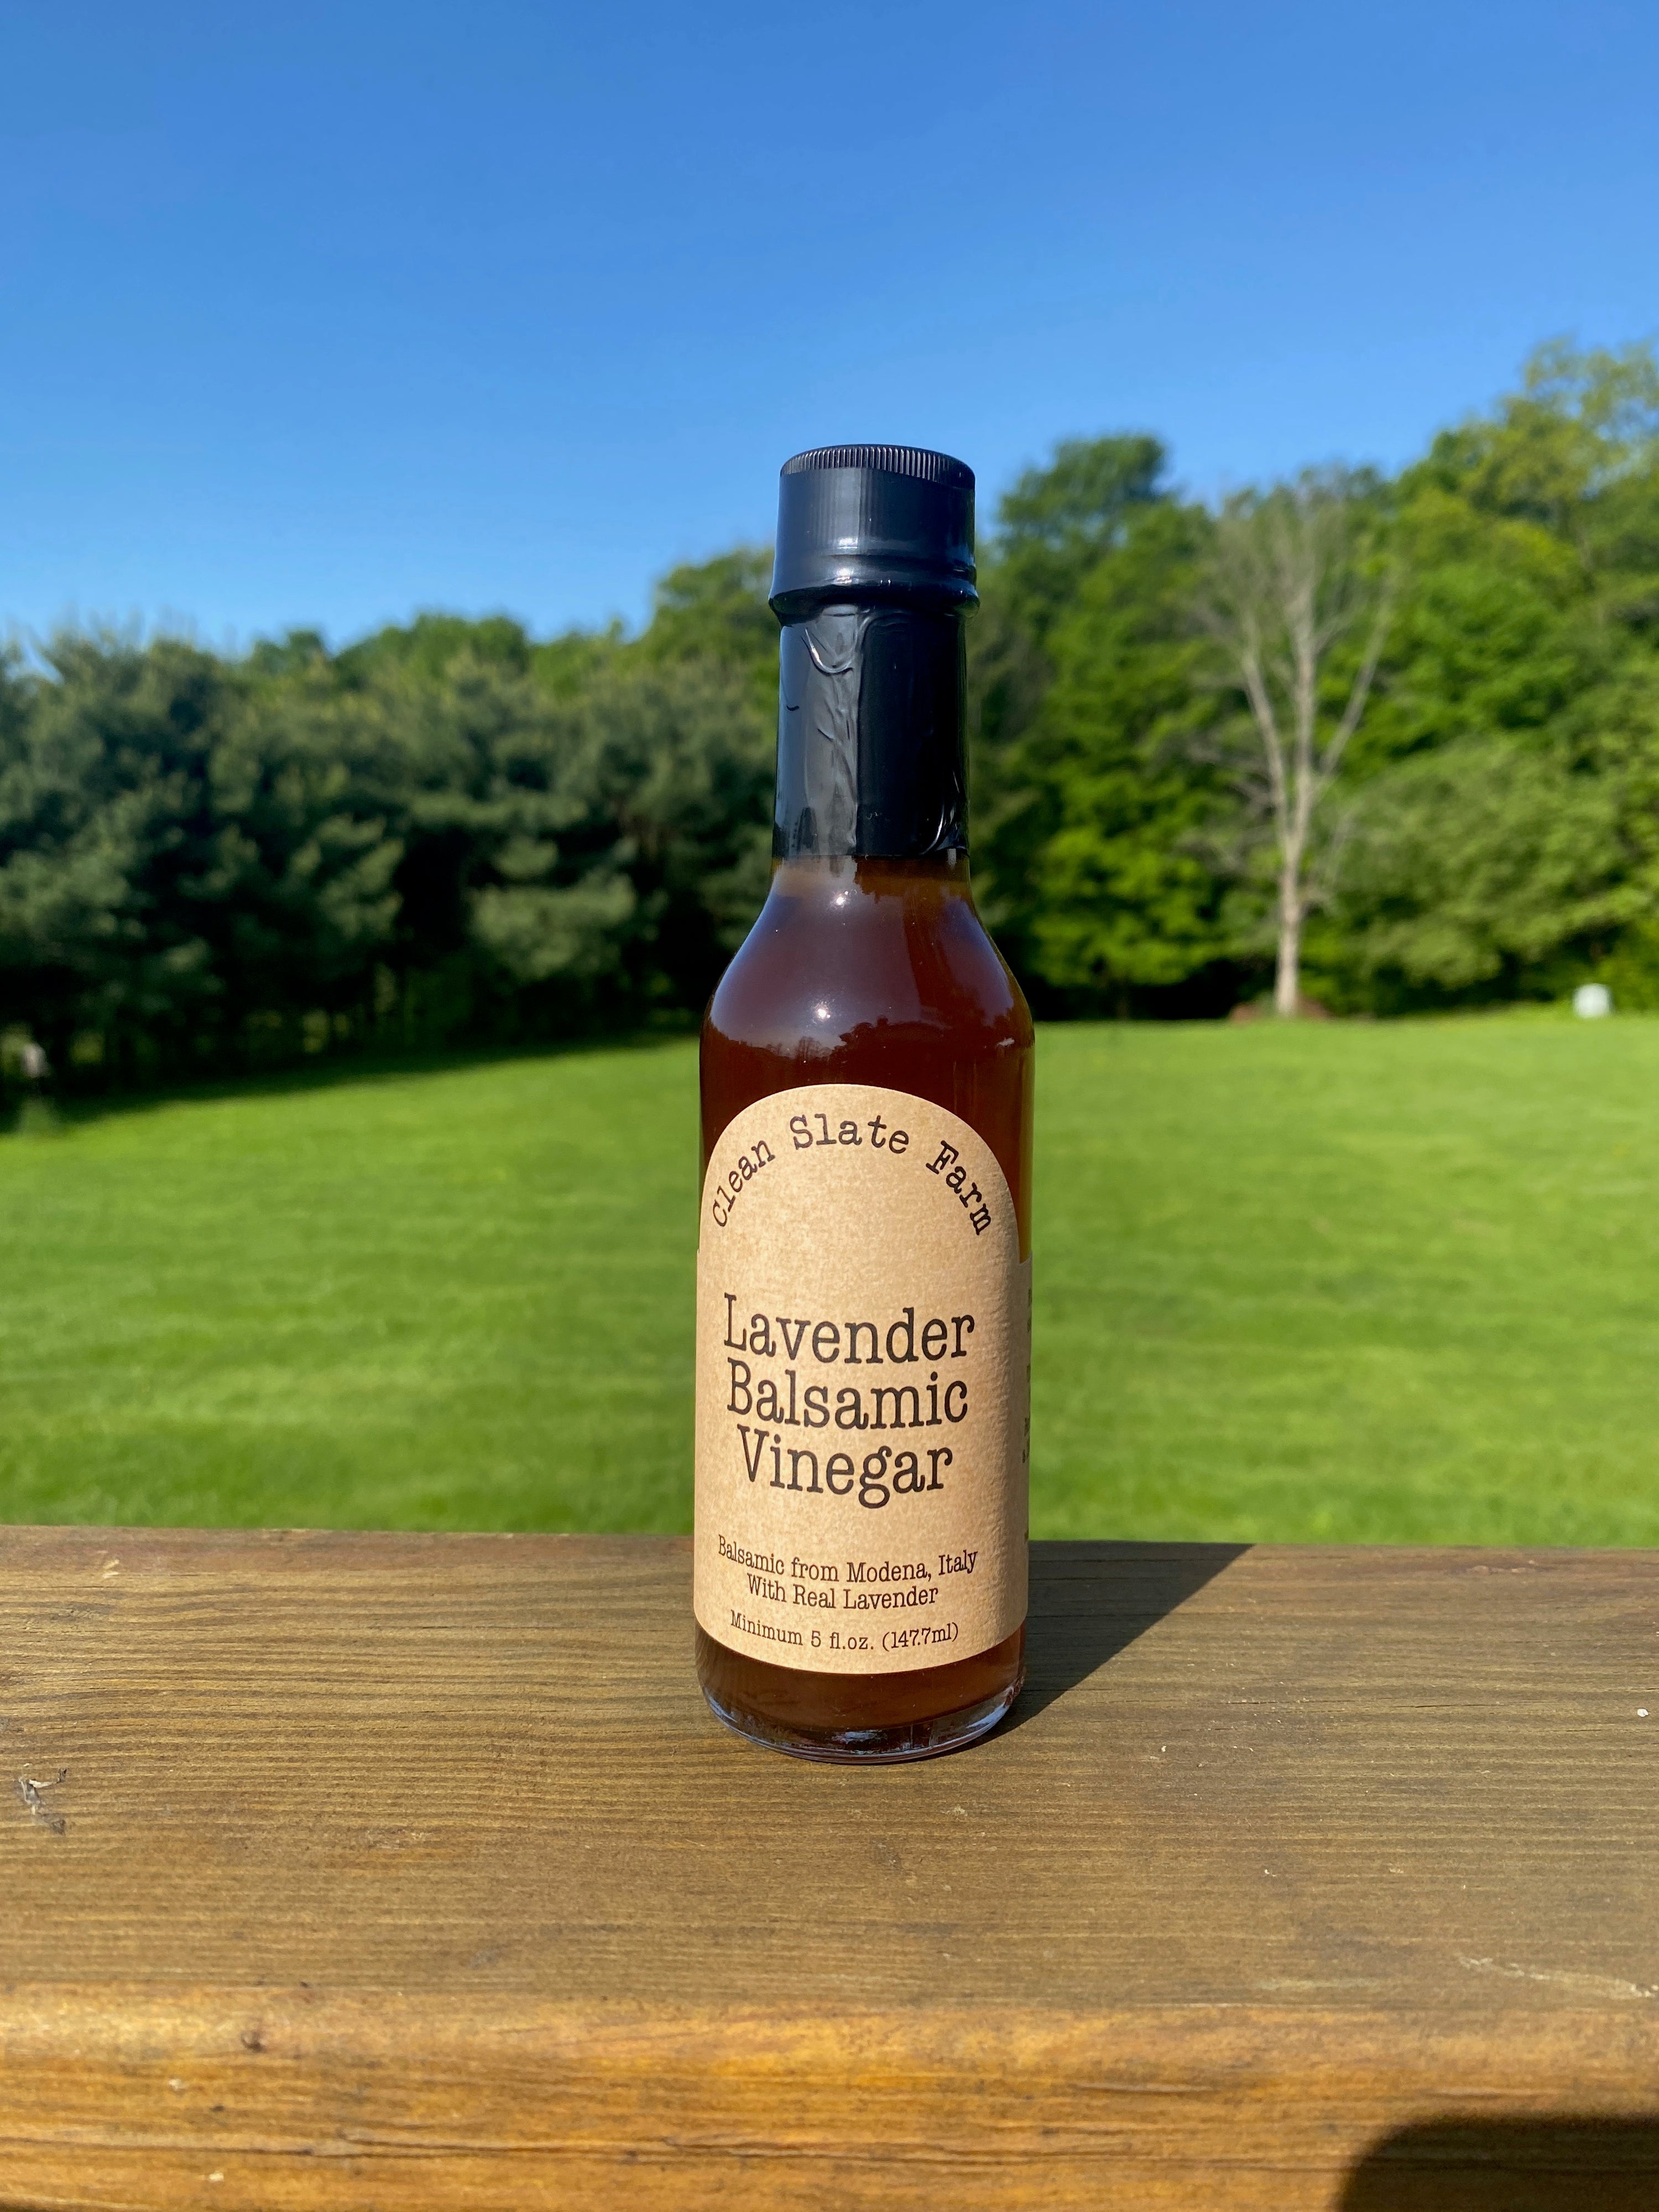 Clean Slate Farm
Lavender
Balsamic
Vinegar
Balsamic from Modena, Italy
With Real Lavender
Minimum 5 fl.oz. (147.7ml)